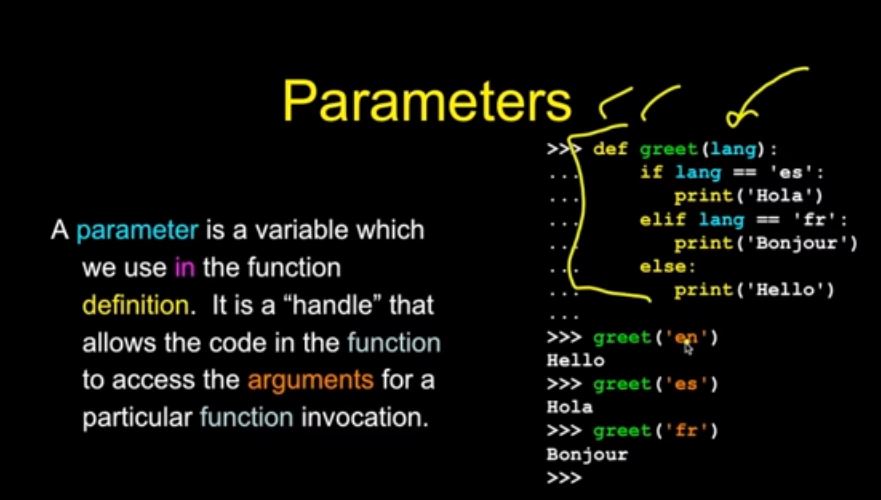 Parameters
A parameter is a variable which
we use in the function
definition. It is a “handle” that
allows the code in the function
to access the arguments for a
particular function invocation.
>>> def greet(lang):
...     if lang == 'es':
...        print('Hola')
...     elif lang == 'fr':
...        print('Bonjour')
...     else:
...        print('Hello')
...
>>> greet('en')
Hello
>>> greet('es')
Hola
>>> greet('fr')
Bonjour
>>>